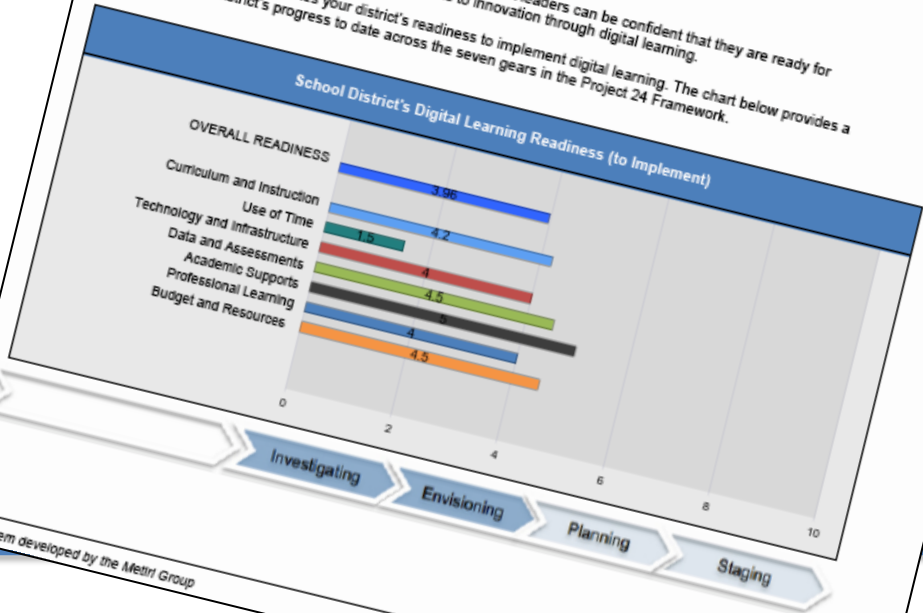 eaders can be confident that they are ready for
to innovation through digital learning.
your district's readiness to implement digital learning. The chart below provides a
strict's progress to date across the seven gears in the Project 24 Framework.
School District's Digital Learning Readiness (to Implement)
OVERALL READINESS
3.96
Curriculum and Instruction
4.2
Use of Time
1.5
Technology and Infrastructure
4
Data and Assessments
4.5
Academic Supports
5
Professional Learning
4
Budget and Resources
4.5
0
2
4
6
8
10
Investigating
Envisioning
Planning
Staging
em developed by the Metiri Group